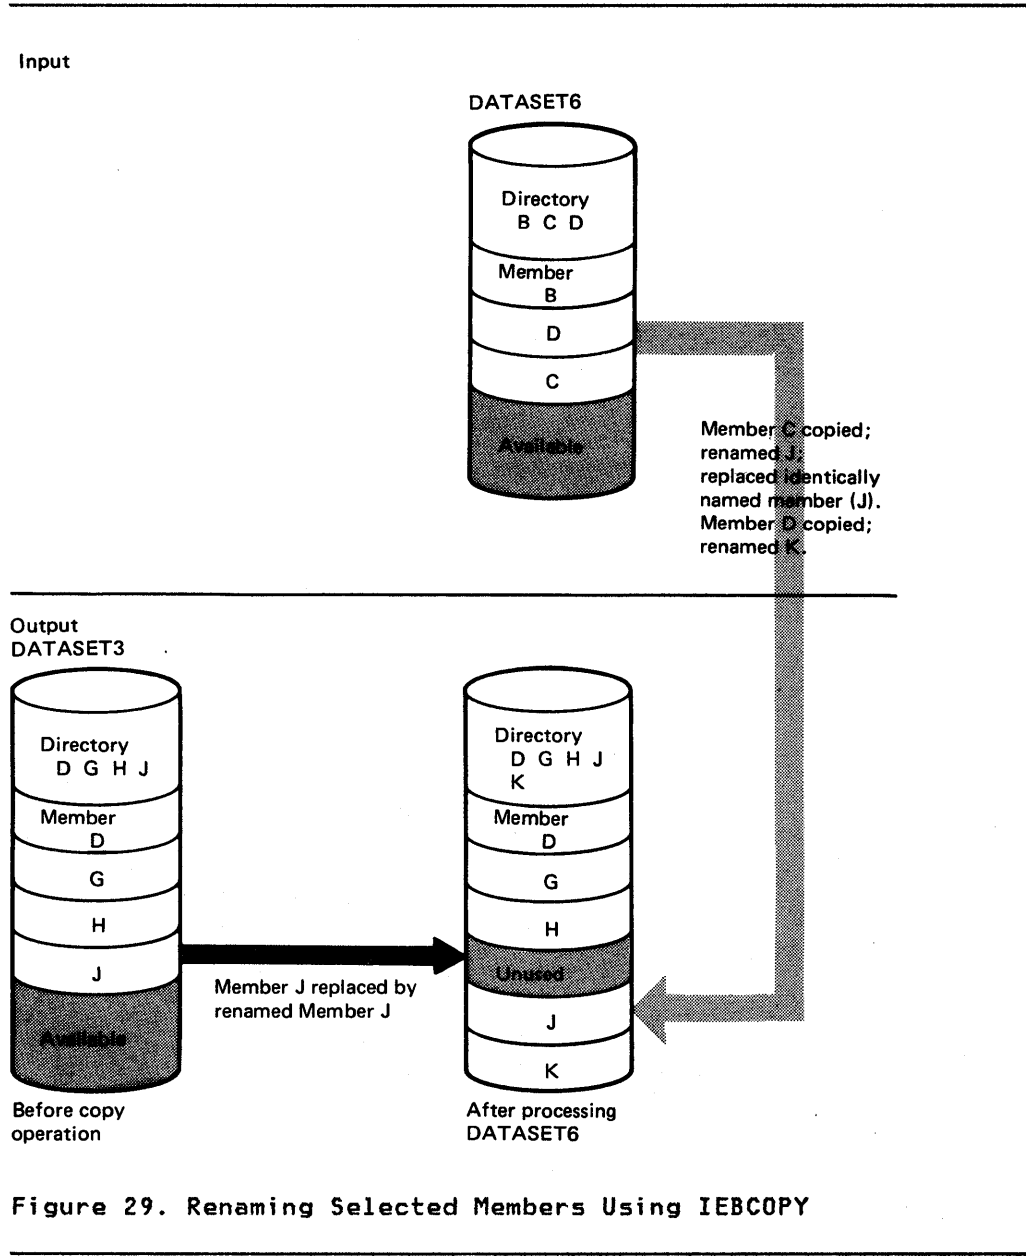 Input
DATASET6
Directory
B C D
Member
B
D
C
Available
Member C copied;
renamed J;
replaced identically
named member (J).
Member D copied;
renamed K.
Output
DATASET3
Directory
D G H J
Member
D
G
H
J
Available
Before copy
operation
Member J replaced by
renamed Member J
Directory
D G H J
K
Member
D
G
H
Unused
J
K
After processing
DATASET6
Figure 29. Renaming Selected Members Using IEBCOPY